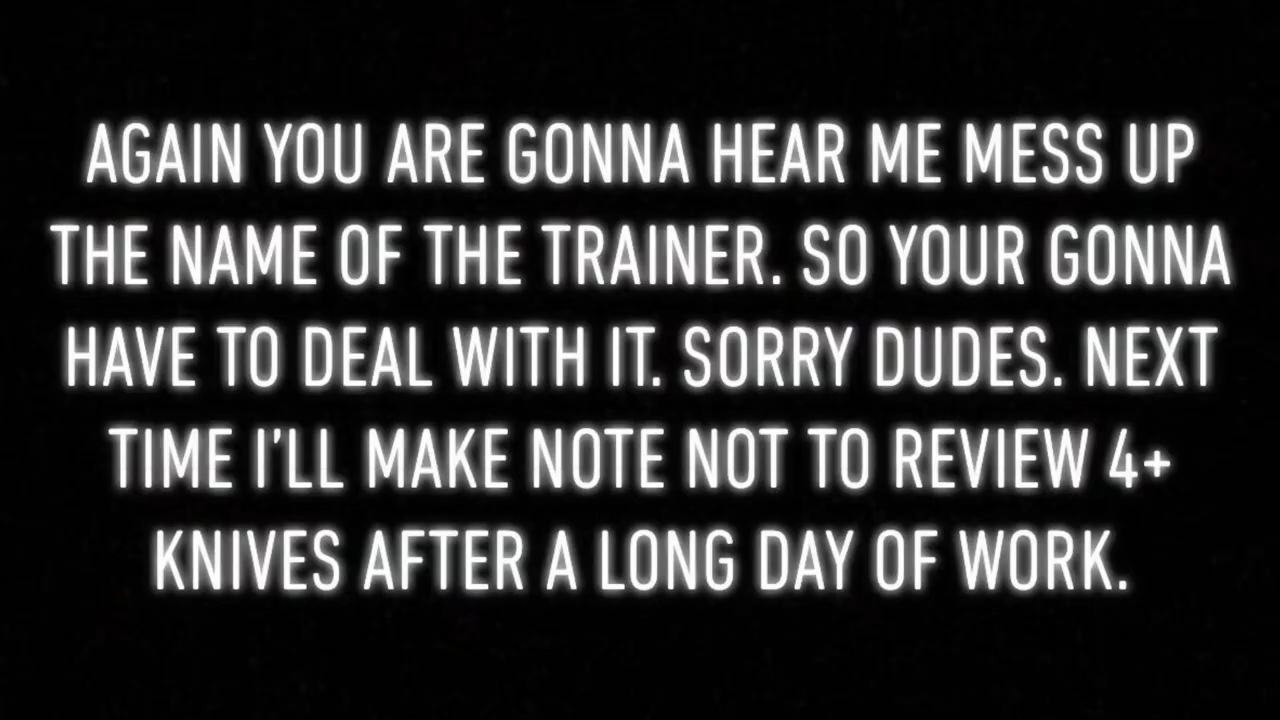 AGAIN YOU ARE GONNA HEAR ME MESS UP
THE NAME OF THE TRAINER. SO YOUR GONNA
HAVE TO DEAL WITH IT. SORRY DUDES. NEXT
TIME I'LL MAKE NOTE NOT TO REVIEW 4+
KNIVES AFTER A LONG DAY OF WORK.